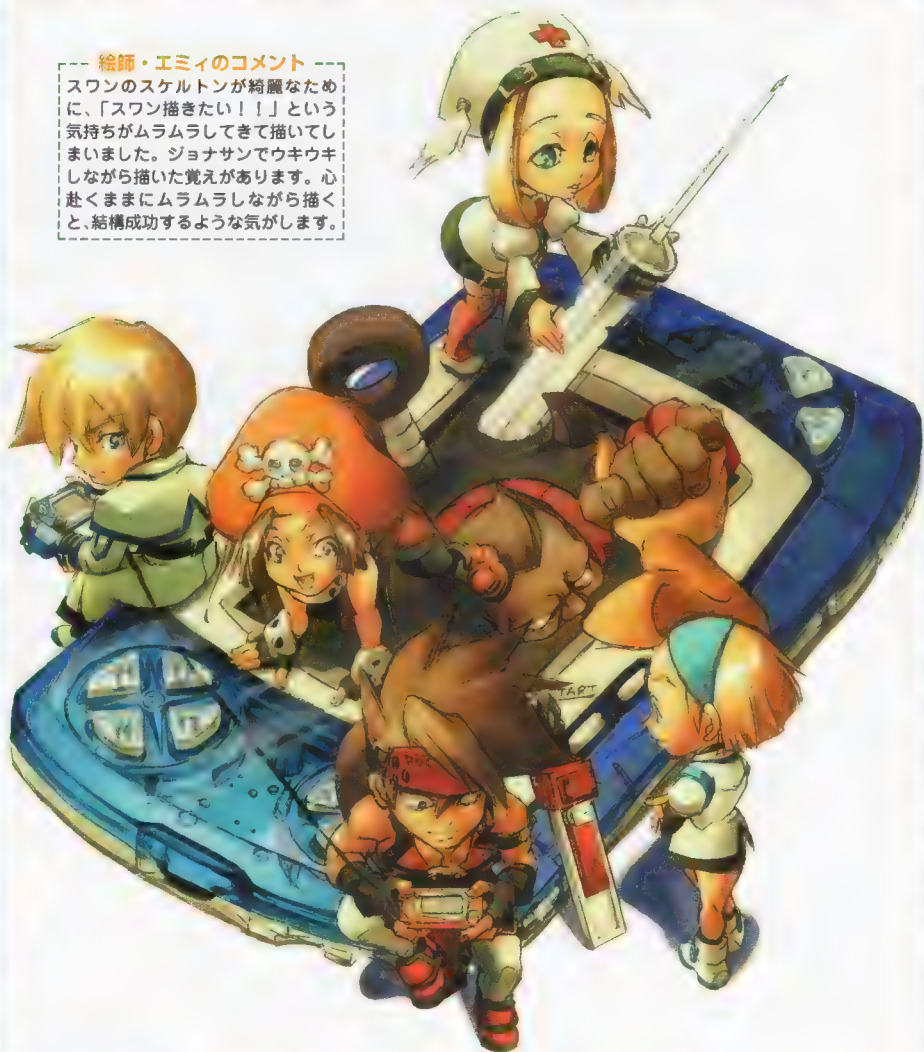 絵師・エミィのコメント
スワンのスケルトンが綺麗なため
に、「スワン描きたい！！」という
気持ちがムラムラしてきて描いてし
まいました。ジョナサンでウキウキ
しながら描いた覚えがあります。心
赴くままにムラムラしながら描く
と、結構成功するような気がします。
TART